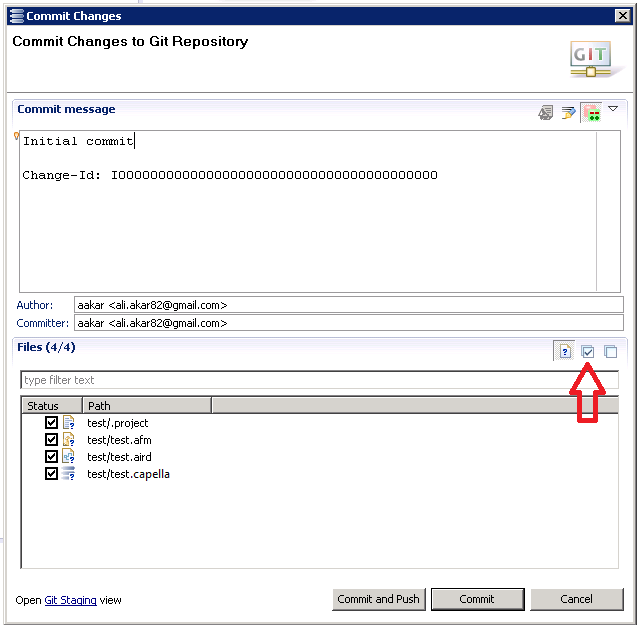 Commit Changes
Commit Changes to Git Repository
GIT
Commit message
Initial commit
Change-Id: I0000000000000000000000000000000000000000
Author: aakar <ali.akar82@gmail.com>
Committer: aakar <ali.akar82@gmail.com>
Files (4/4)
type filter text
Status Path
test/.project
test/test.afm
test/test.aird
test/test.capella
Open Git Staging view
Commit and Push Commit Cancel